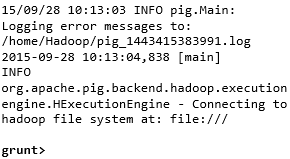 15/09/28 10:13:03 INFO pig.Main:
Logging error messages to:
/home/Hadoop/pig_1443415383991.log
2015-09-28 10:13:04,838 [main]
INFO
org.apache.pig.backend.hadoop.execution
engine.HExecutionEngine - Connecting to
hadoop file system at: file:///
grunt>